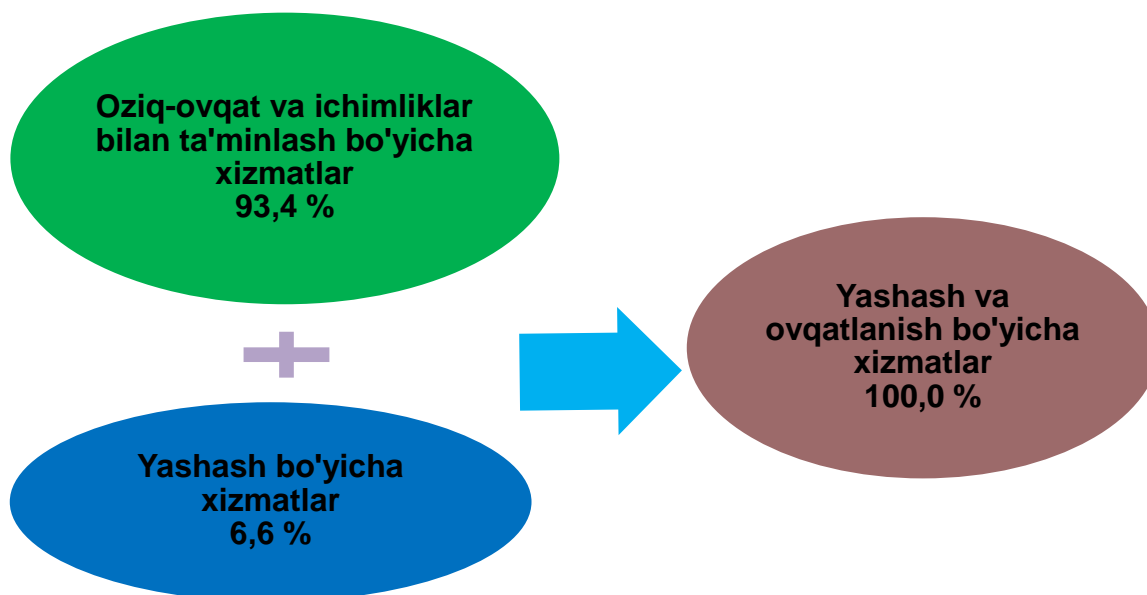 Oziq-ovqat va ichimliklar
bilan ta'minlash bo'yicha
xizmatlar
93,4 %
Yashash bo'yicha
xizmatlar
6,6 %
Yashash va
ovqatlanish bo'yicha
xizmatlar
100,0 %